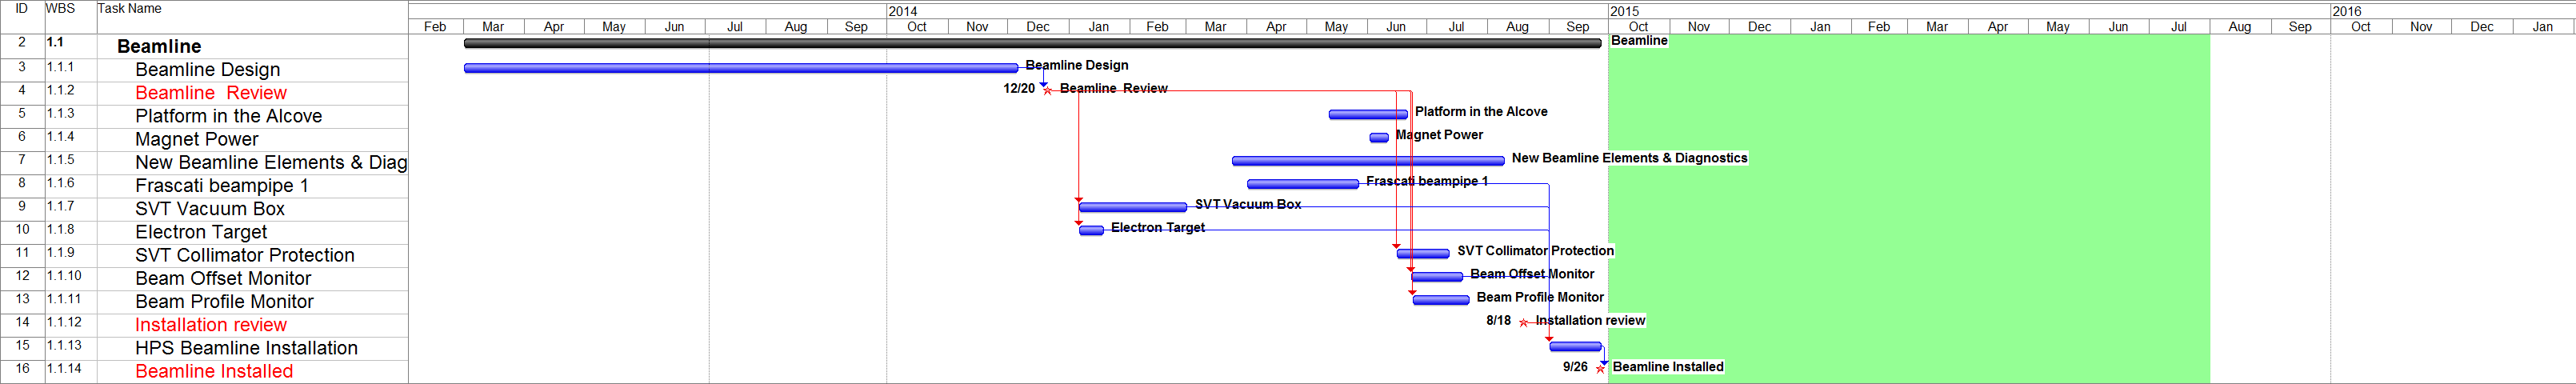 ID WBS Task Name 2014 2015 2016
Feb Mar Apr May Jun Jul Aug Sep Oct Nov Dec Jan Feb Mar Apr May Jun Jul Aug Sep Oct Nov Dec Jan Feb Mar Apr May Jun Jul Aug Sep Oct Nov Dec Jan
2 1.1 Beamline Beamline
3 1.1.1 Beamline Design Beamline Design
4 1.1.2 Beamline Review 12/20 Beamline Review
5 1.1.3 Platform in the Alcove Platform in the Alcove
6 1.1.4 Magnet Power Magnet Power
7 1.1.5 New Beamline Elements & Diag New Beamline Elements & Diagnostics
8 1.1.6 Frascati beampipe 1 Frascati beampipe 1
9 1.1.7 SVT Vacuum Box SVT Vacuum Box
10 1.1.8 Electron Target Electron Target
11 1.1.9 SVT Collimator Protection SVT Collimator Protection
12 1.1.10 Beam Offset Monitor Beam Offset Monitor
13 1.1.11 Beam Profile Monitor Beam Profile Monitor
14 1.1.12 Installation review 8/18 Installation review
15 1.1.13 HPS Beamline Installation
16 1.1.14 Beamline Installed 9/26 Beamline Installed